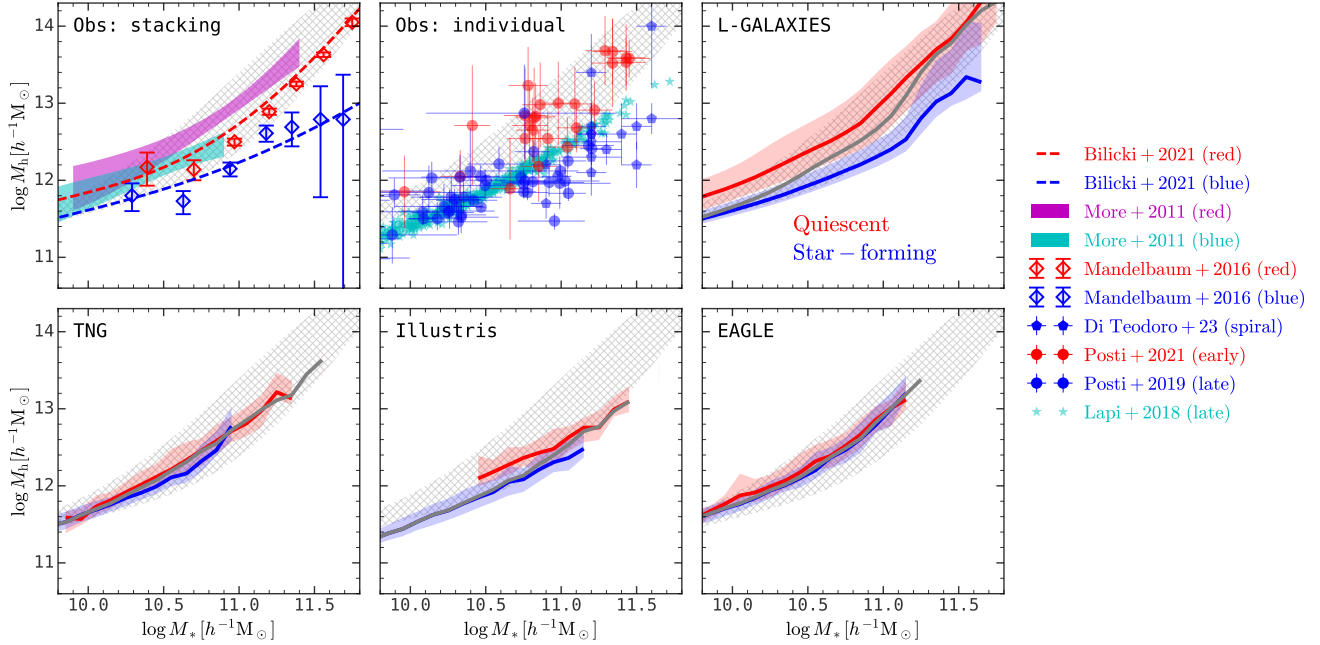 Obs: stacking
Obs: individual
L-GALAXIES
14
13
12
11
log M_h [h^{-1} M_⊙]
Quiescent
Star − forming
Bilicki + 2021 (red)
Bilicki + 2021 (blue)
More + 2011 (red)
More + 2011 (blue)
Mandelbaum + 2016 (red)
Mandelbaum + 2016 (blue)
Di Teodoro + 23 (spiral)
Posti + 2021 (early)
Posti + 2019 (late)
Lapi + 2018 (late)
TNG
Illustris
EAGLE
14
13
12
11
log M_h [h^{-1} M_⊙]
10.0 10.5 11.0 11.5
10.0 10.5 11.0 11.5
10.0 10.5 11.0 11.5
log M_* [h^{-1} M_⊙]
log M_* [h^{-1} M_⊙]
log M_* [h^{-1} M_⊙]